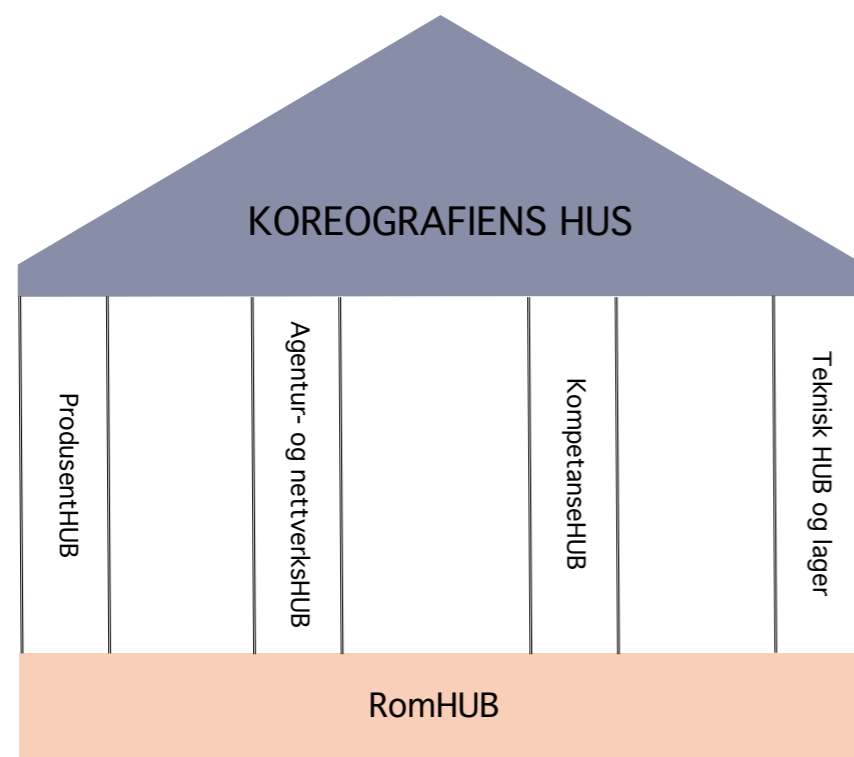 KOREOGRAFIENS HUS
ProdusentHUB
Agentur- og nettverksHUB
KompetanseHUB
Teknisk HUB og lager
RomHUB